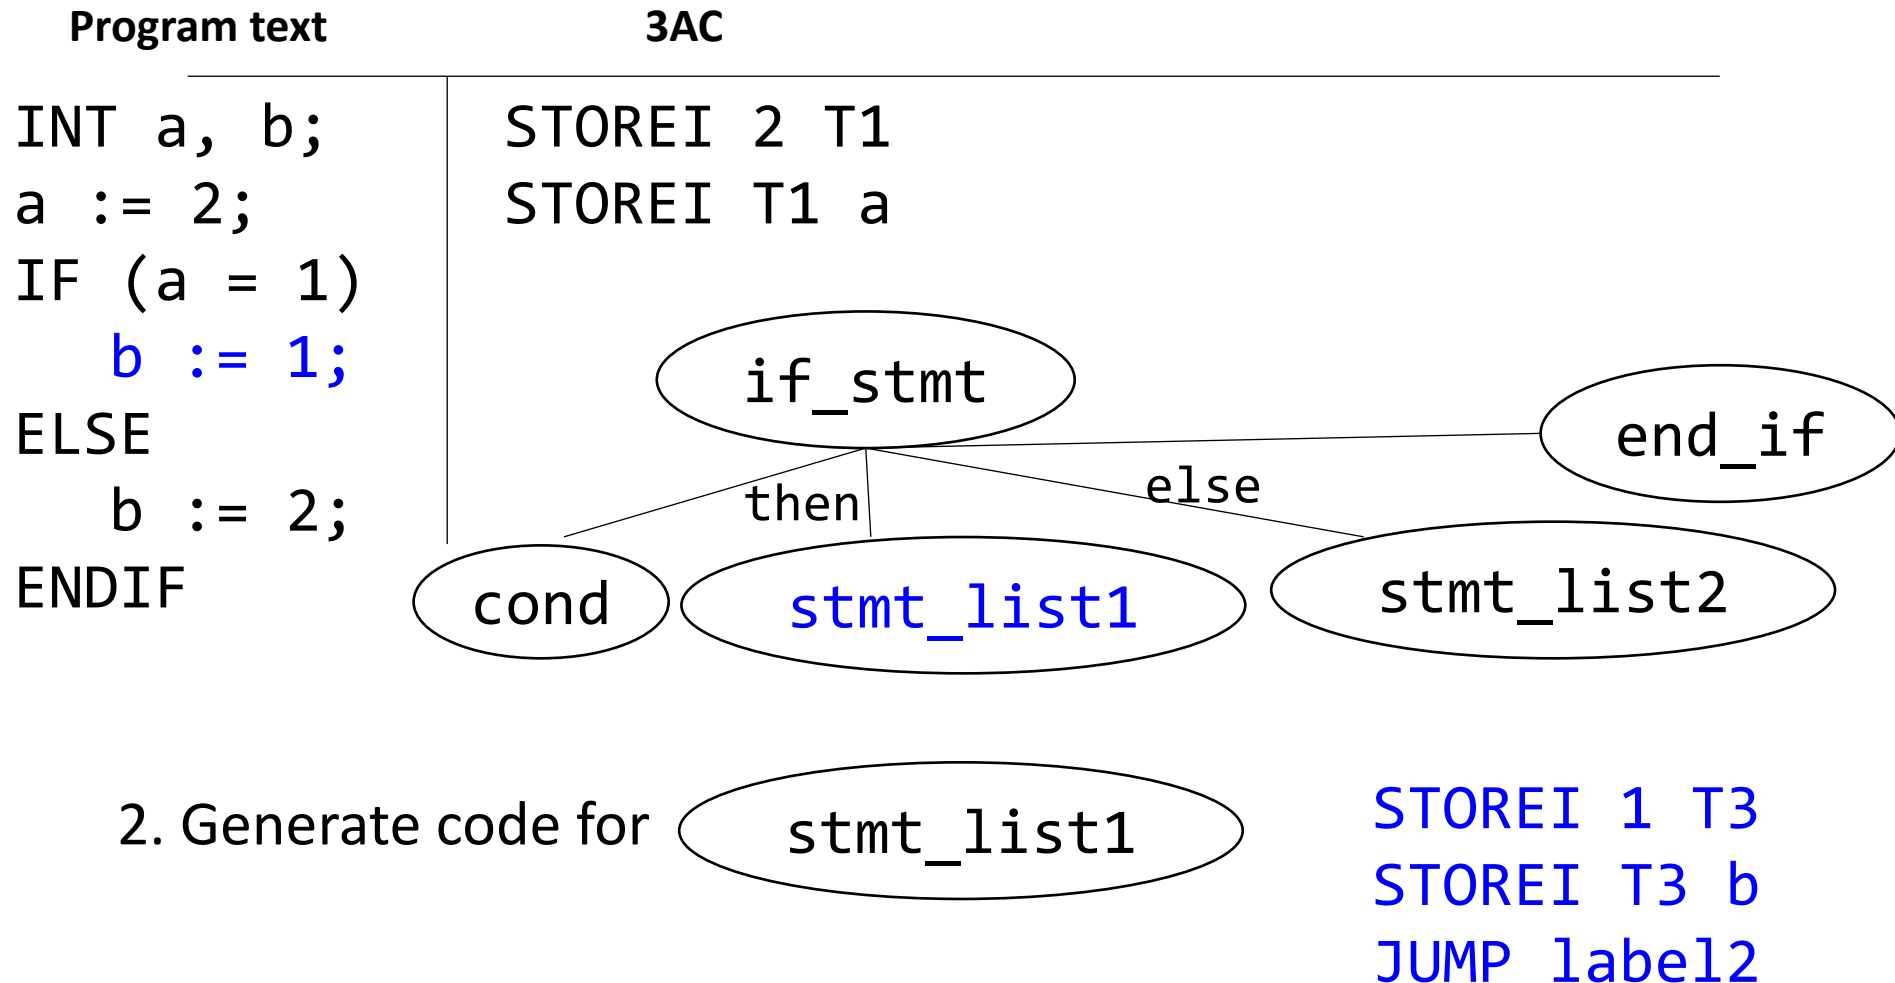 Program text
3AC
INT a, b;
a := 2;
IF (a = 1)
b := 1;
ELSE
b := 2;
ENDIF
STOREI 2 T1
STOREI T1 a
if_stmt
end_if
then
else
cond
stmt_list1
stmt_list2
2. Generate code for
stmt_list1
STOREI 1 T3
STOREI T3 b
JUMP label2